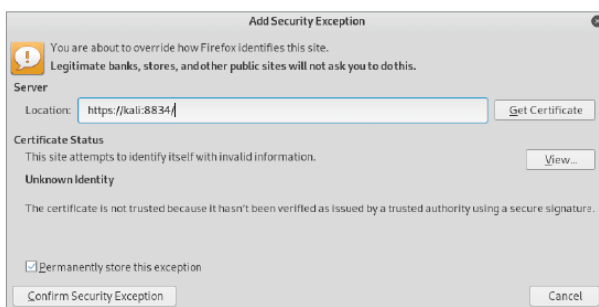 Add Security Exception
You are about to override how Firefox identifies this site.
Legitimate banks, stores, and other public sites will not ask you to do this.
Server
Location: https://kali:8834/ Get Certificate
Certificate Status
This site attempts to identify itself with invalid information. View...
Unknown Identity
The certificate is not trusted because it hasn't been verified as issued by a trusted authority using a secure signature.
Permanently store this exception
Confirm Security Exception Cancel